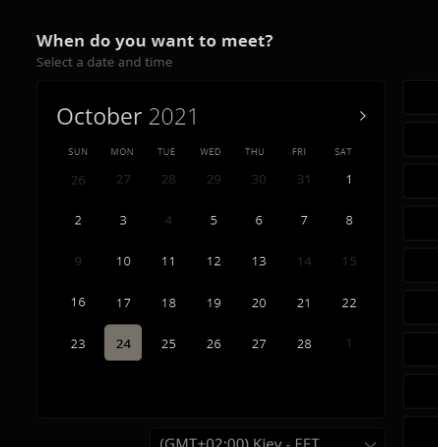 When do you want to meet?
Select a date and time
October 2021
SUN MON TUE WED THU FRI SAT
26 27 28 29 30 31 1
2 3 4 5 6 7 8
9 10 11 12 13 14 15
16 17 18 19 20 21 22
23 24 25 26 27 28 1
(GMT+02:00) Kiev - EET